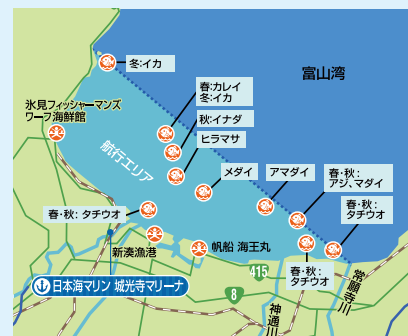 冬:イカ
富山湾
春:カレイ
冬:イカ
秋:イナダ
ヒラマサ
氷見フィッシャーマンズ
ワーフ海鮮館
航行エリア
メダイ
アマダイ
春・秋:
アジ、マダイ
春・秋:
タチウオ
春・秋: タチウオ
新湊漁港
帆船 海王丸
春・秋:
タチウオ
日本海マリン 城光寺マリーナ
415
8
神通川
常願寺川